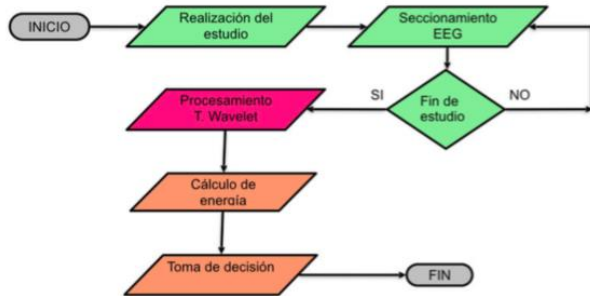 INICIO
Realización del
estudio
Seccionamiento
EEG
Fin de
estudio
SI
NO
Procesamiento
T. Wavelet
Cálculo de
energía
Toma de decisión
FIN